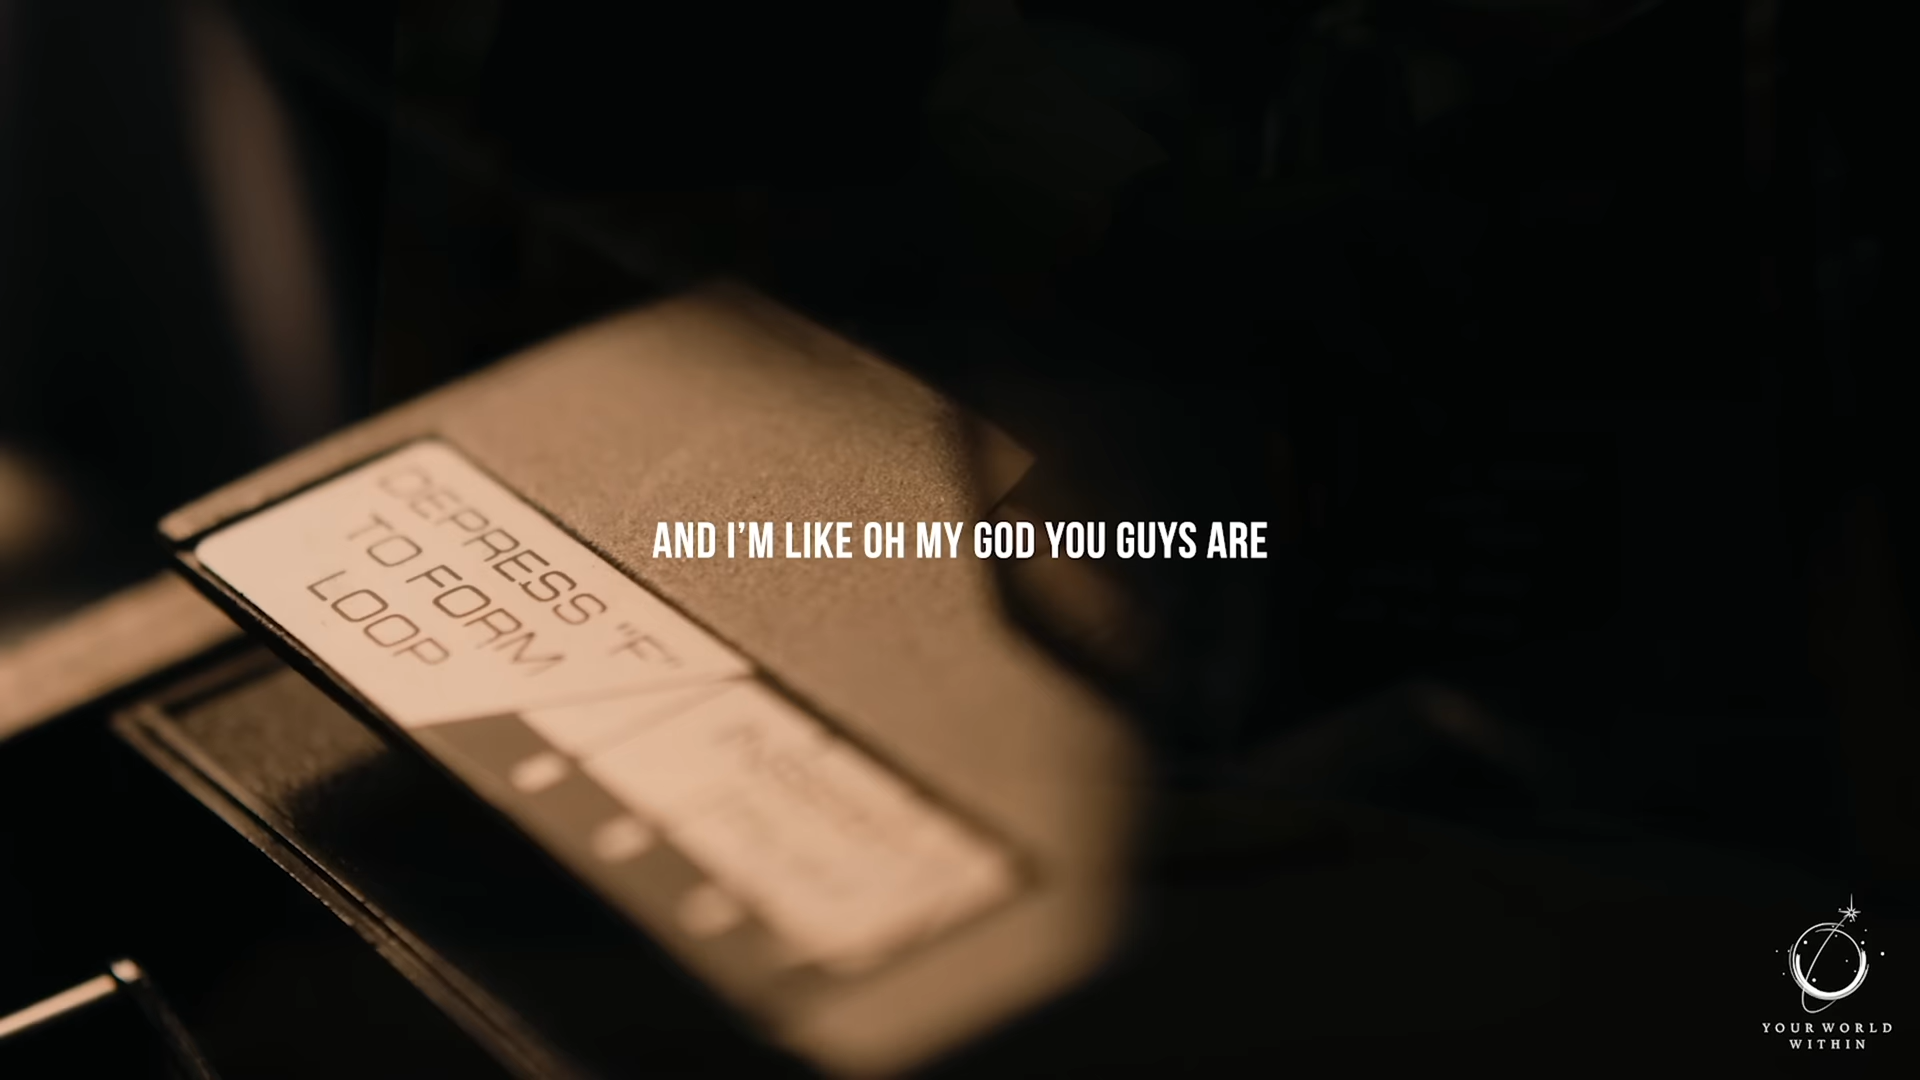 DEPRESS "F"
TO FORM
LOOP
AND I'M LIKE OH MY GOD YOU GUYS ARE
YOUR WORLD
WITHIN